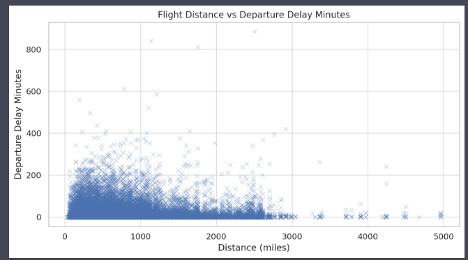 Flight Distance vs Departure Delay Minutes
Departure Delay Minutes
800
600
400
200
0
0 1000 2000 3000 4000 5000
Distance (miles)